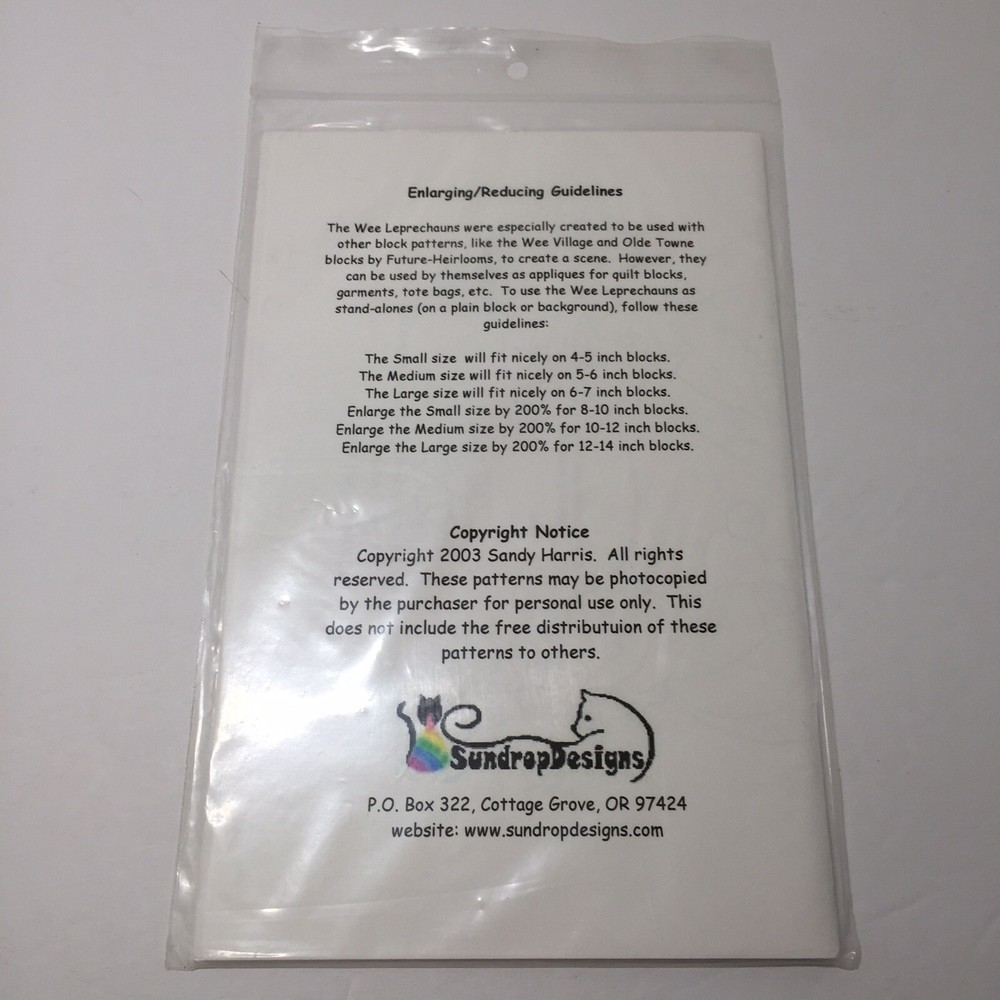 Enlarging/Reducing Guidelines
The Wee Leprechauns were especially created to be used with
other block patterns, like the Wee Village and Olde Towne
blocks by Future-Heirlooms, to create a scene. However, they
can be used by themselves as appliques for quilt blocks,
garments, tote bags, etc. To use the Wee Leprechauns as
stand-alones (on a plain block or background), follow these
guidelines:
The Small size will fit nicely on 4-5 inch blocks.
The Medium size will fit nicely on 5-6 inch blocks.
The Large size will fit nicely on 6-7 inch blocks.
Enlarge the Small size by 200% for 8-10 inch blocks.
Enlarge the Medium size by 200% for 10-12 inch blocks.
Enlarge the Large size by 200% for 12-14 inch blocks.
Copyright Notice
Copyright 2003 Sandy Harris. All rights
reserved. These patterns may be photocopied
by the purchaser for personal use only. This
does not include the free distributuion of these
patterns to others.
SundropDesigns
P.O. Box 322, Cottage Grove, OR 97424
website: www.sundropdesigns.com